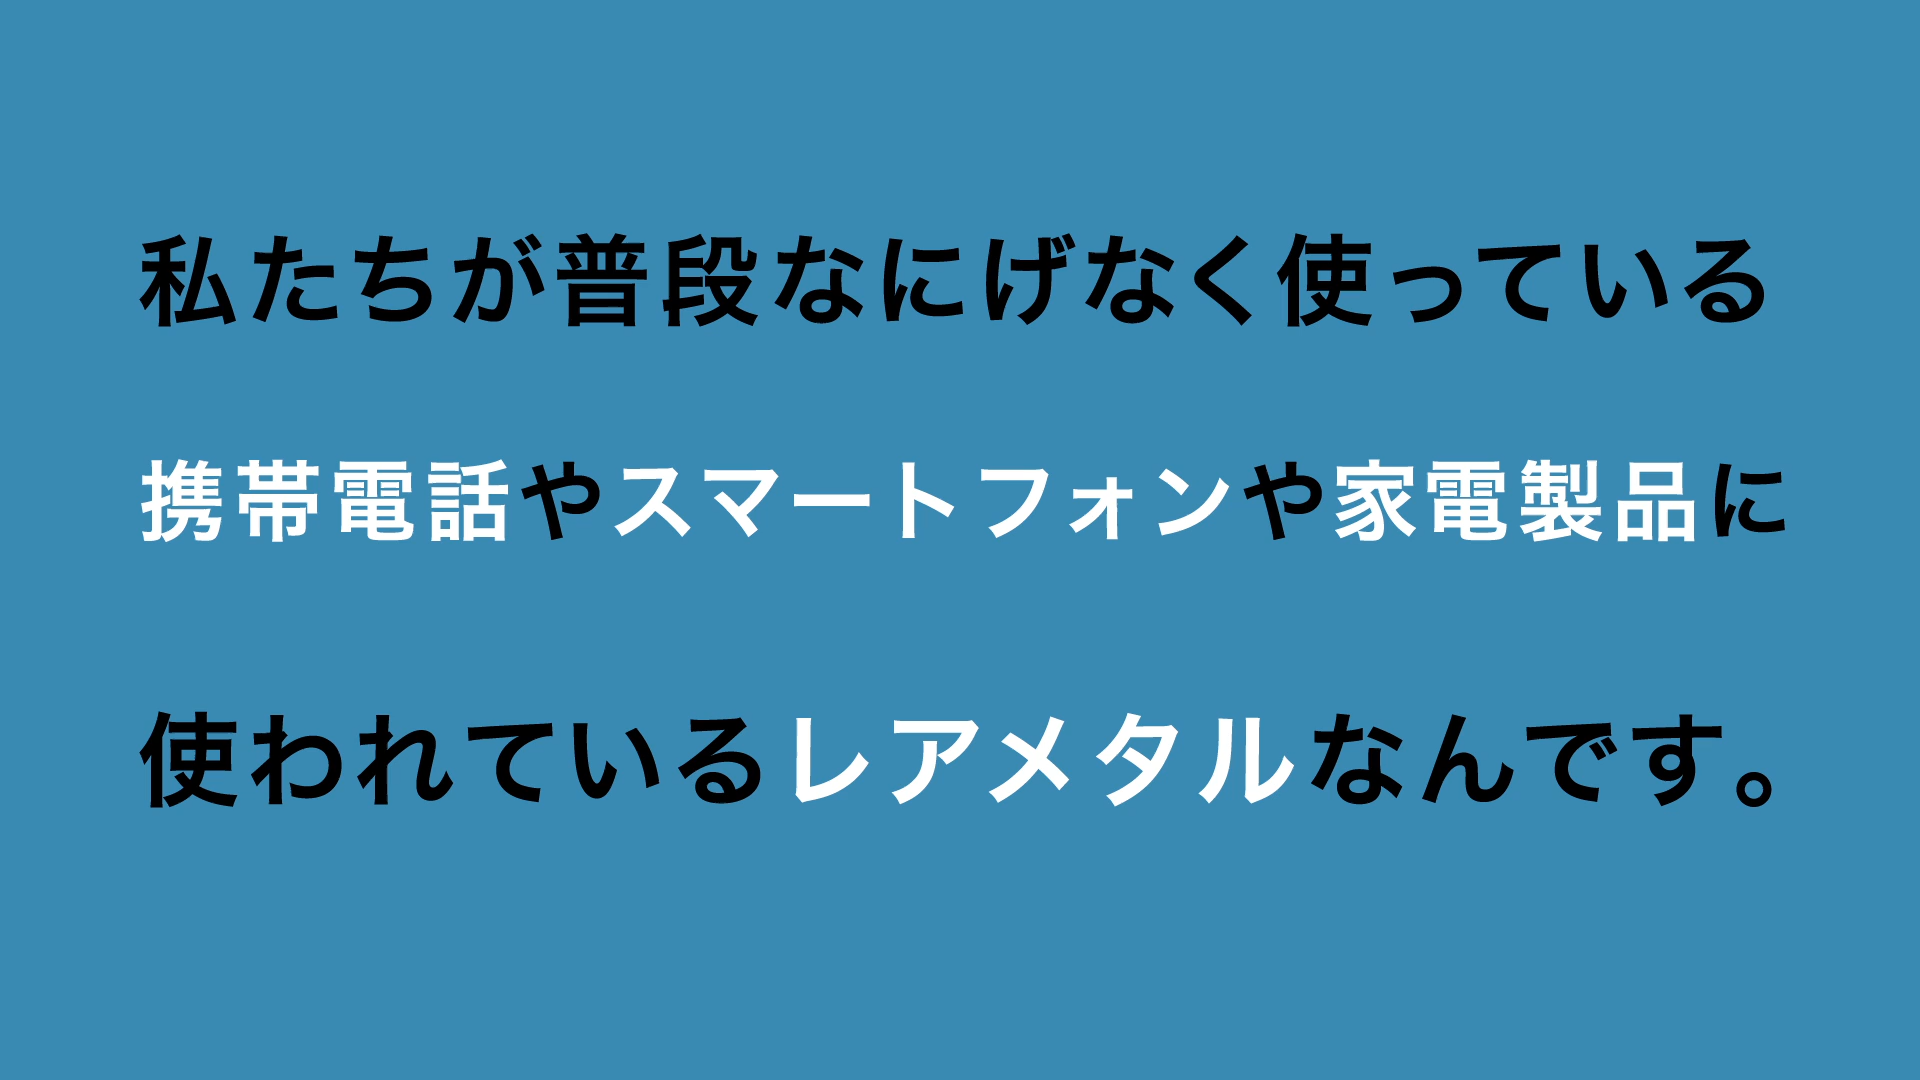 私たちが普段なにげなく使っている
携帯電話やスマートフォンや家電製品に
使われているレアメタルなんです。